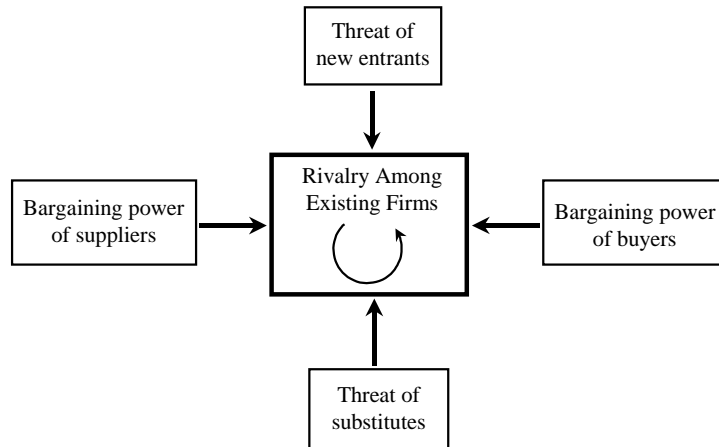 Threat of
new entrants
Rivalry Among
Existing Firms
Bargaining power
of suppliers
Bargaining power
of buyers
Threat of
substitutes